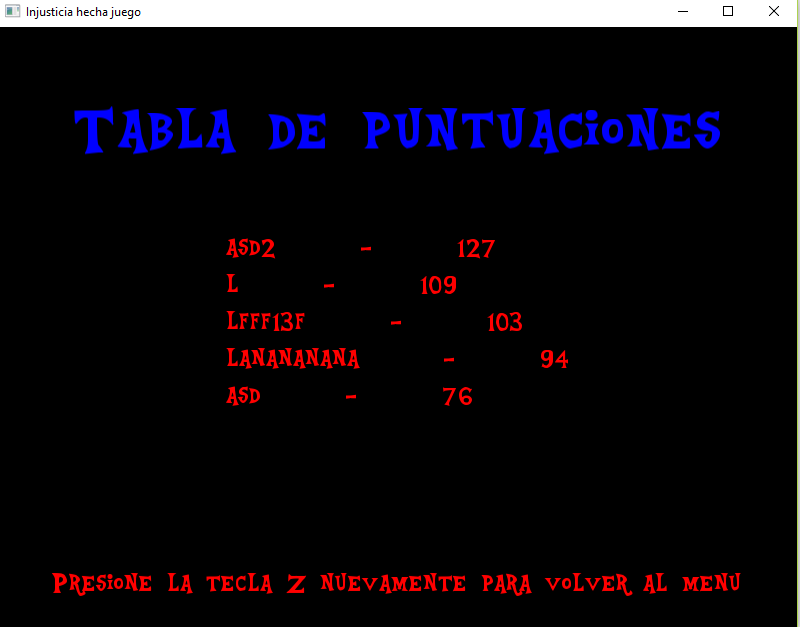 Injusticia hecha juego
TABLA DE PUNTUACiONES
ASD2 - 127
L - 109
LFFF13F - 103
LANANANANA - 94
ASD - 76
PRESiONE LA TECLA Z NUEVAMENTE PARA VOLVER AL MENU